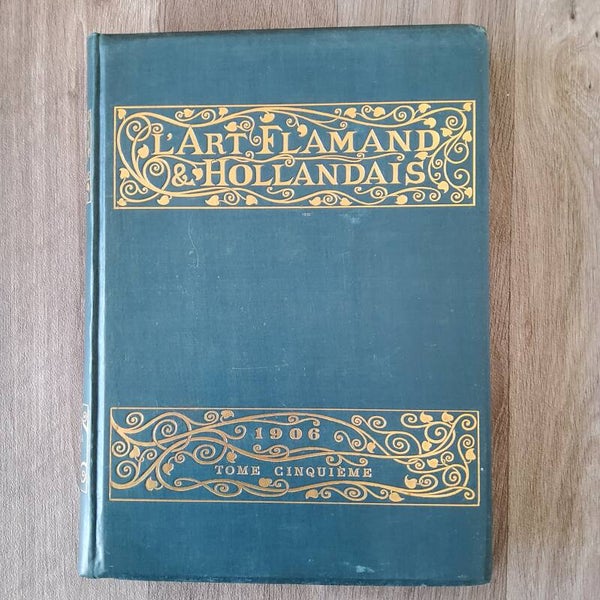 L'ART FLAMAND
& HOLLANDAIS
1906
TOME CINQUIÈME